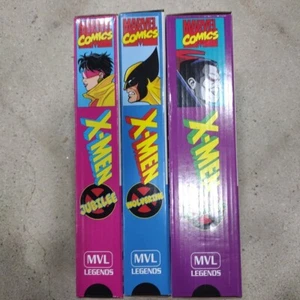 MARVEL
COMICS
X-MEN
JUBILEE
MVL
LEGENDS
MARVEL
COMICS
X-MEN
WOLVERINE
MVL
LEGENDS
MARVEL
COMICS
X-MEN
MVL
LEGENDS